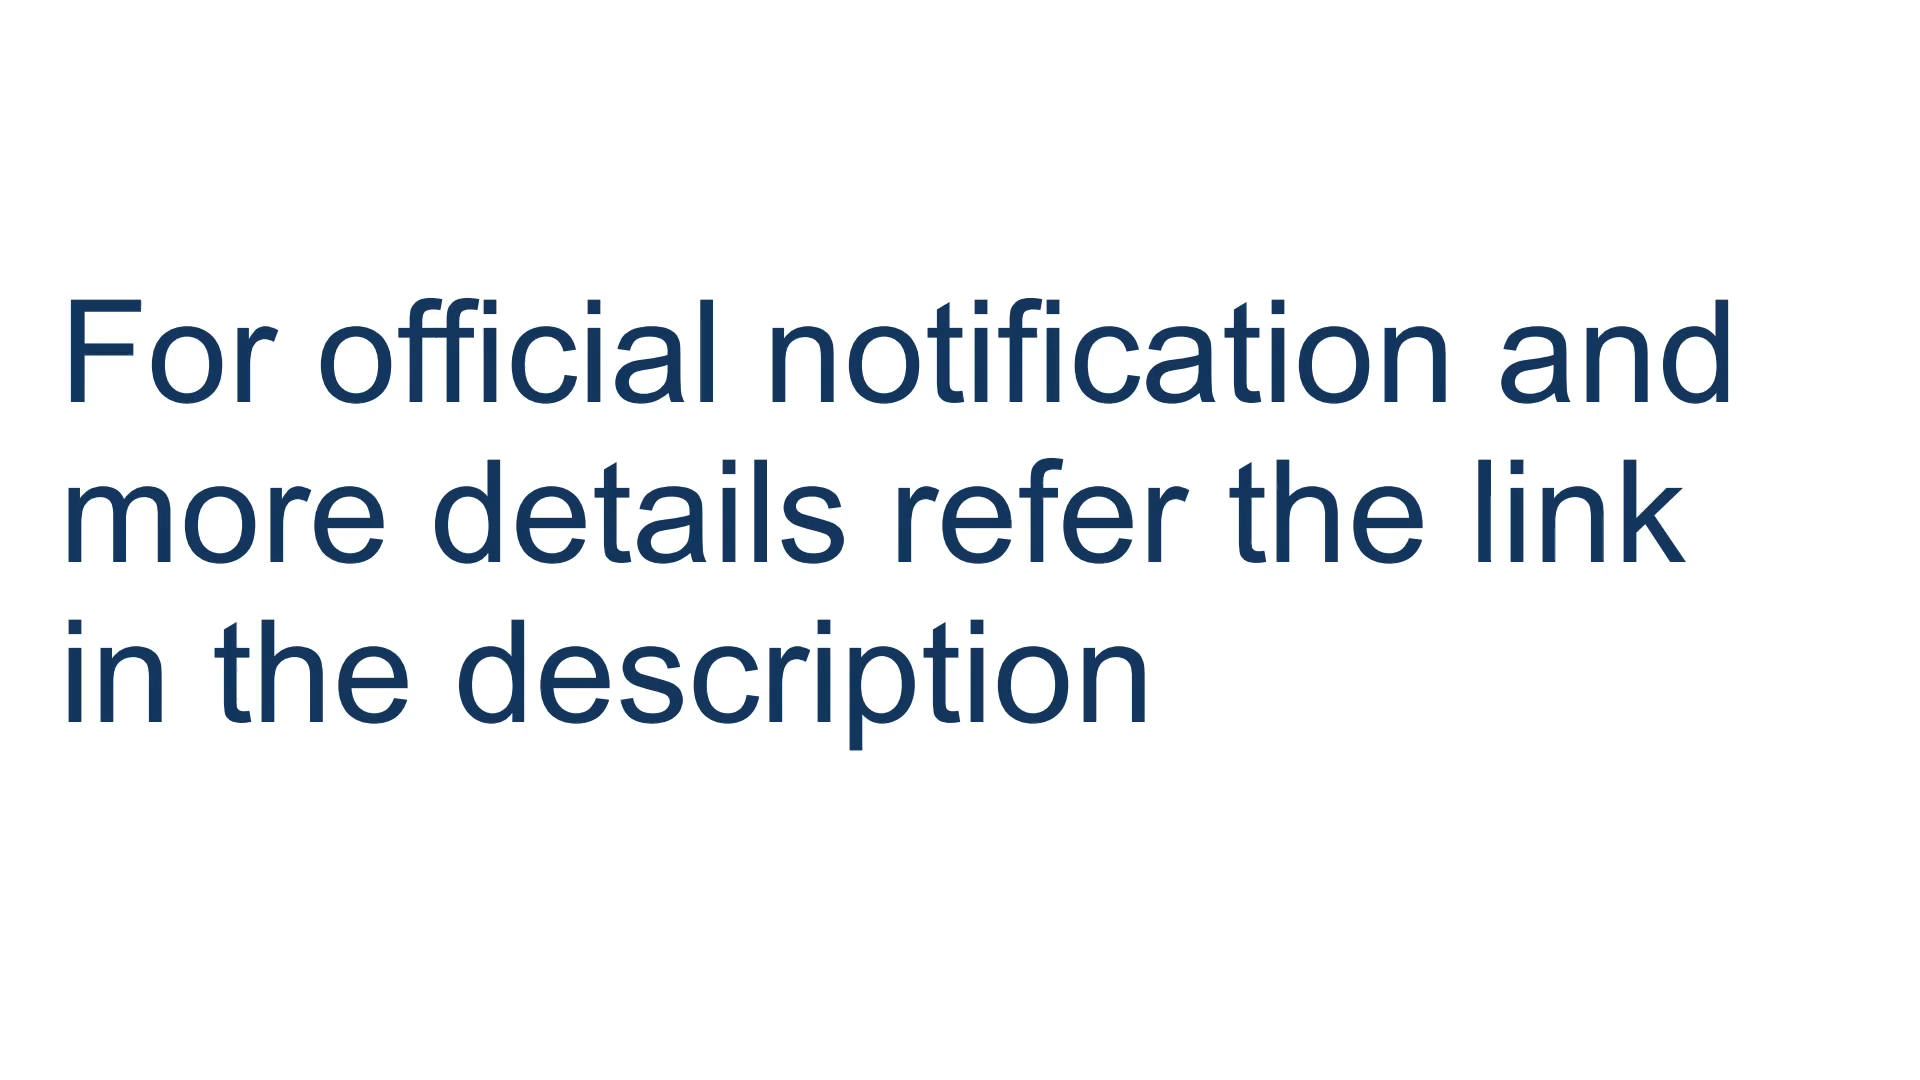 For official notification and
more details refer the link
in the description